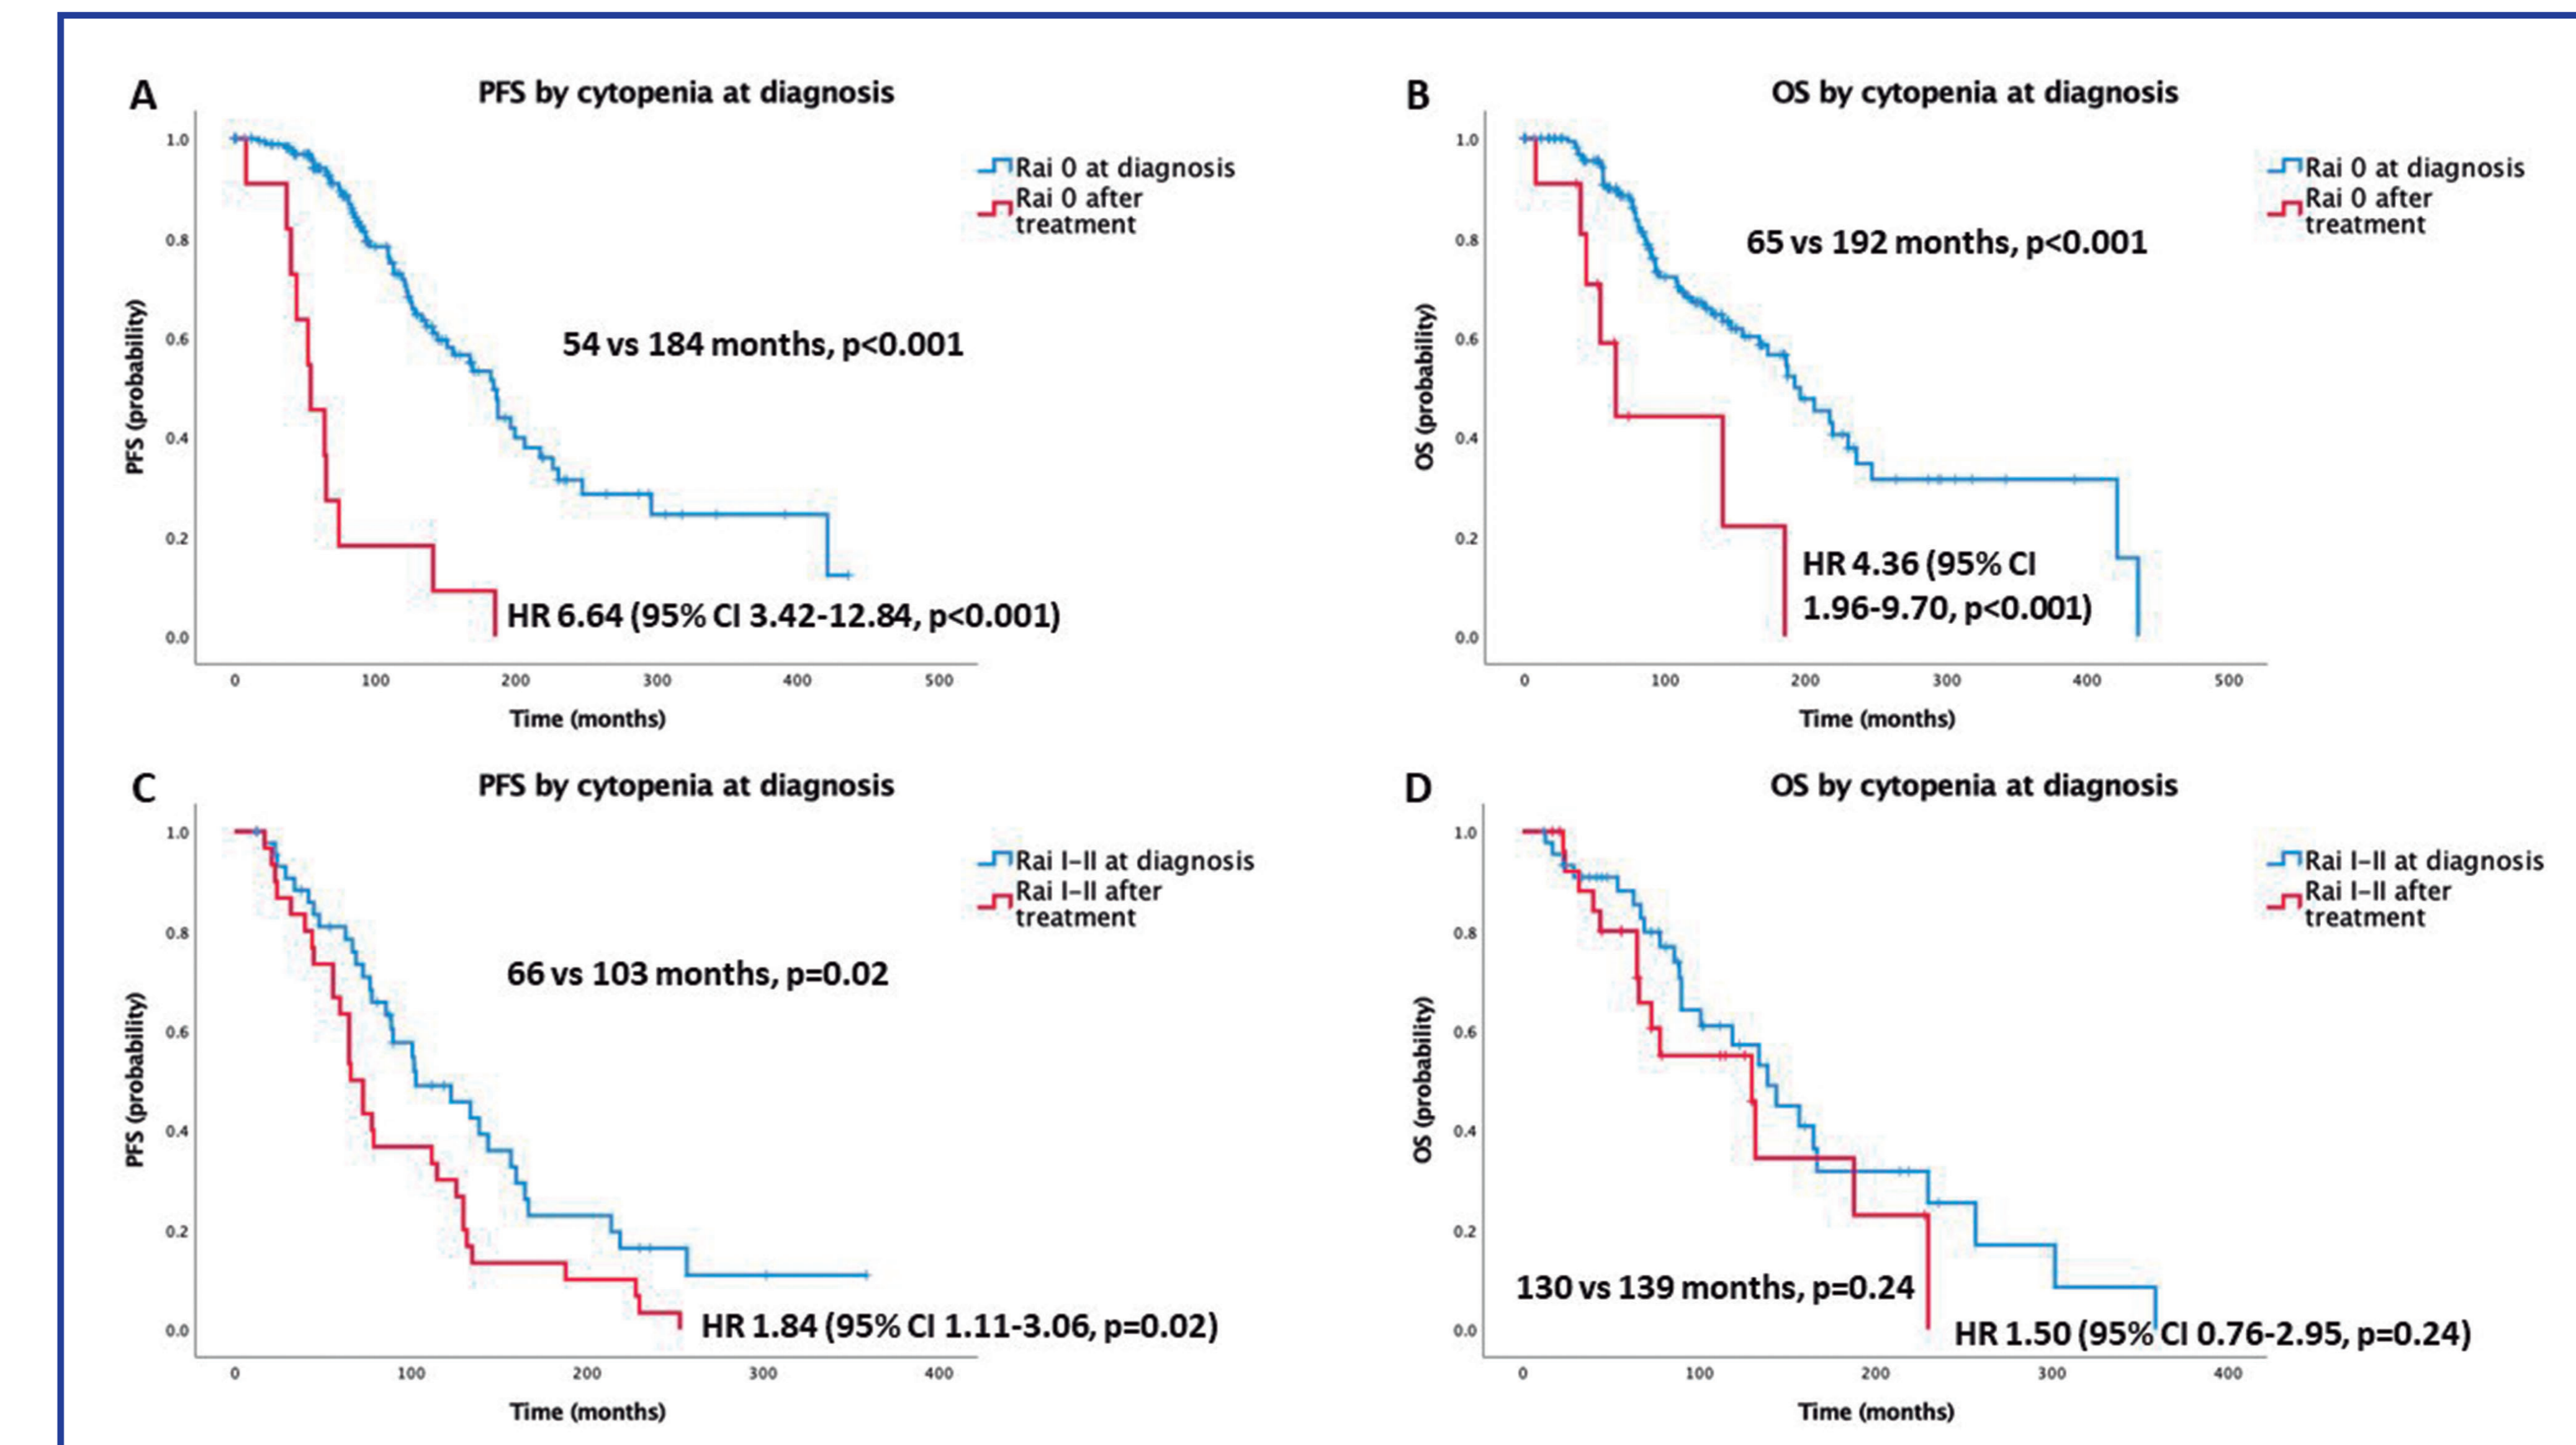 A
PFS by cytopenia at diagnosis
PFS (probability)
1.0
0.8
0.6
0.4
0.2
0.0
Rai 0 at diagnosis
Rai 0 after
treatment
54 vs 184 months, p<0.001
HR 6.64 (95% CI 3.42-12.84, p<0.001)
0 100 200 300 400 500
Time (months)
B
OS by cytopenia at diagnosis
OS (probability)
1.0
0.8
0.6
0.4
0.2
0.0
Rai 0 at diagnosis
Rai 0 after
treatment
65 vs 192 months, p<0.001
HR 4.36 (95% CI
1.96-9.70, p<0.001)
0 100 200 300 400 500
Time (months)
C
PFS by cytopenia at diagnosis
PFS (probability)
1.0
0.8
0.6
0.4
0.2
0.0
Rai I-II at diagnosis
Rai I-II after
treatment
66 vs 103 months, p=0.02
HR 1.84 (95% CI 1.11-3.06, p=0.02)
0 100 200 300 400
Time (months)
D
OS by cytopenia at diagnosis
OS (probability)
1.0
0.8
0.6
0.4
0.2
0.0
Rai I-II at diagnosis
Rai I-II after
treatment
130 vs 139 months, p=0.24
HR 1.50 (95% CI 0.76-2.95, p=0.24)
0 100 200 300 400
Time (months)